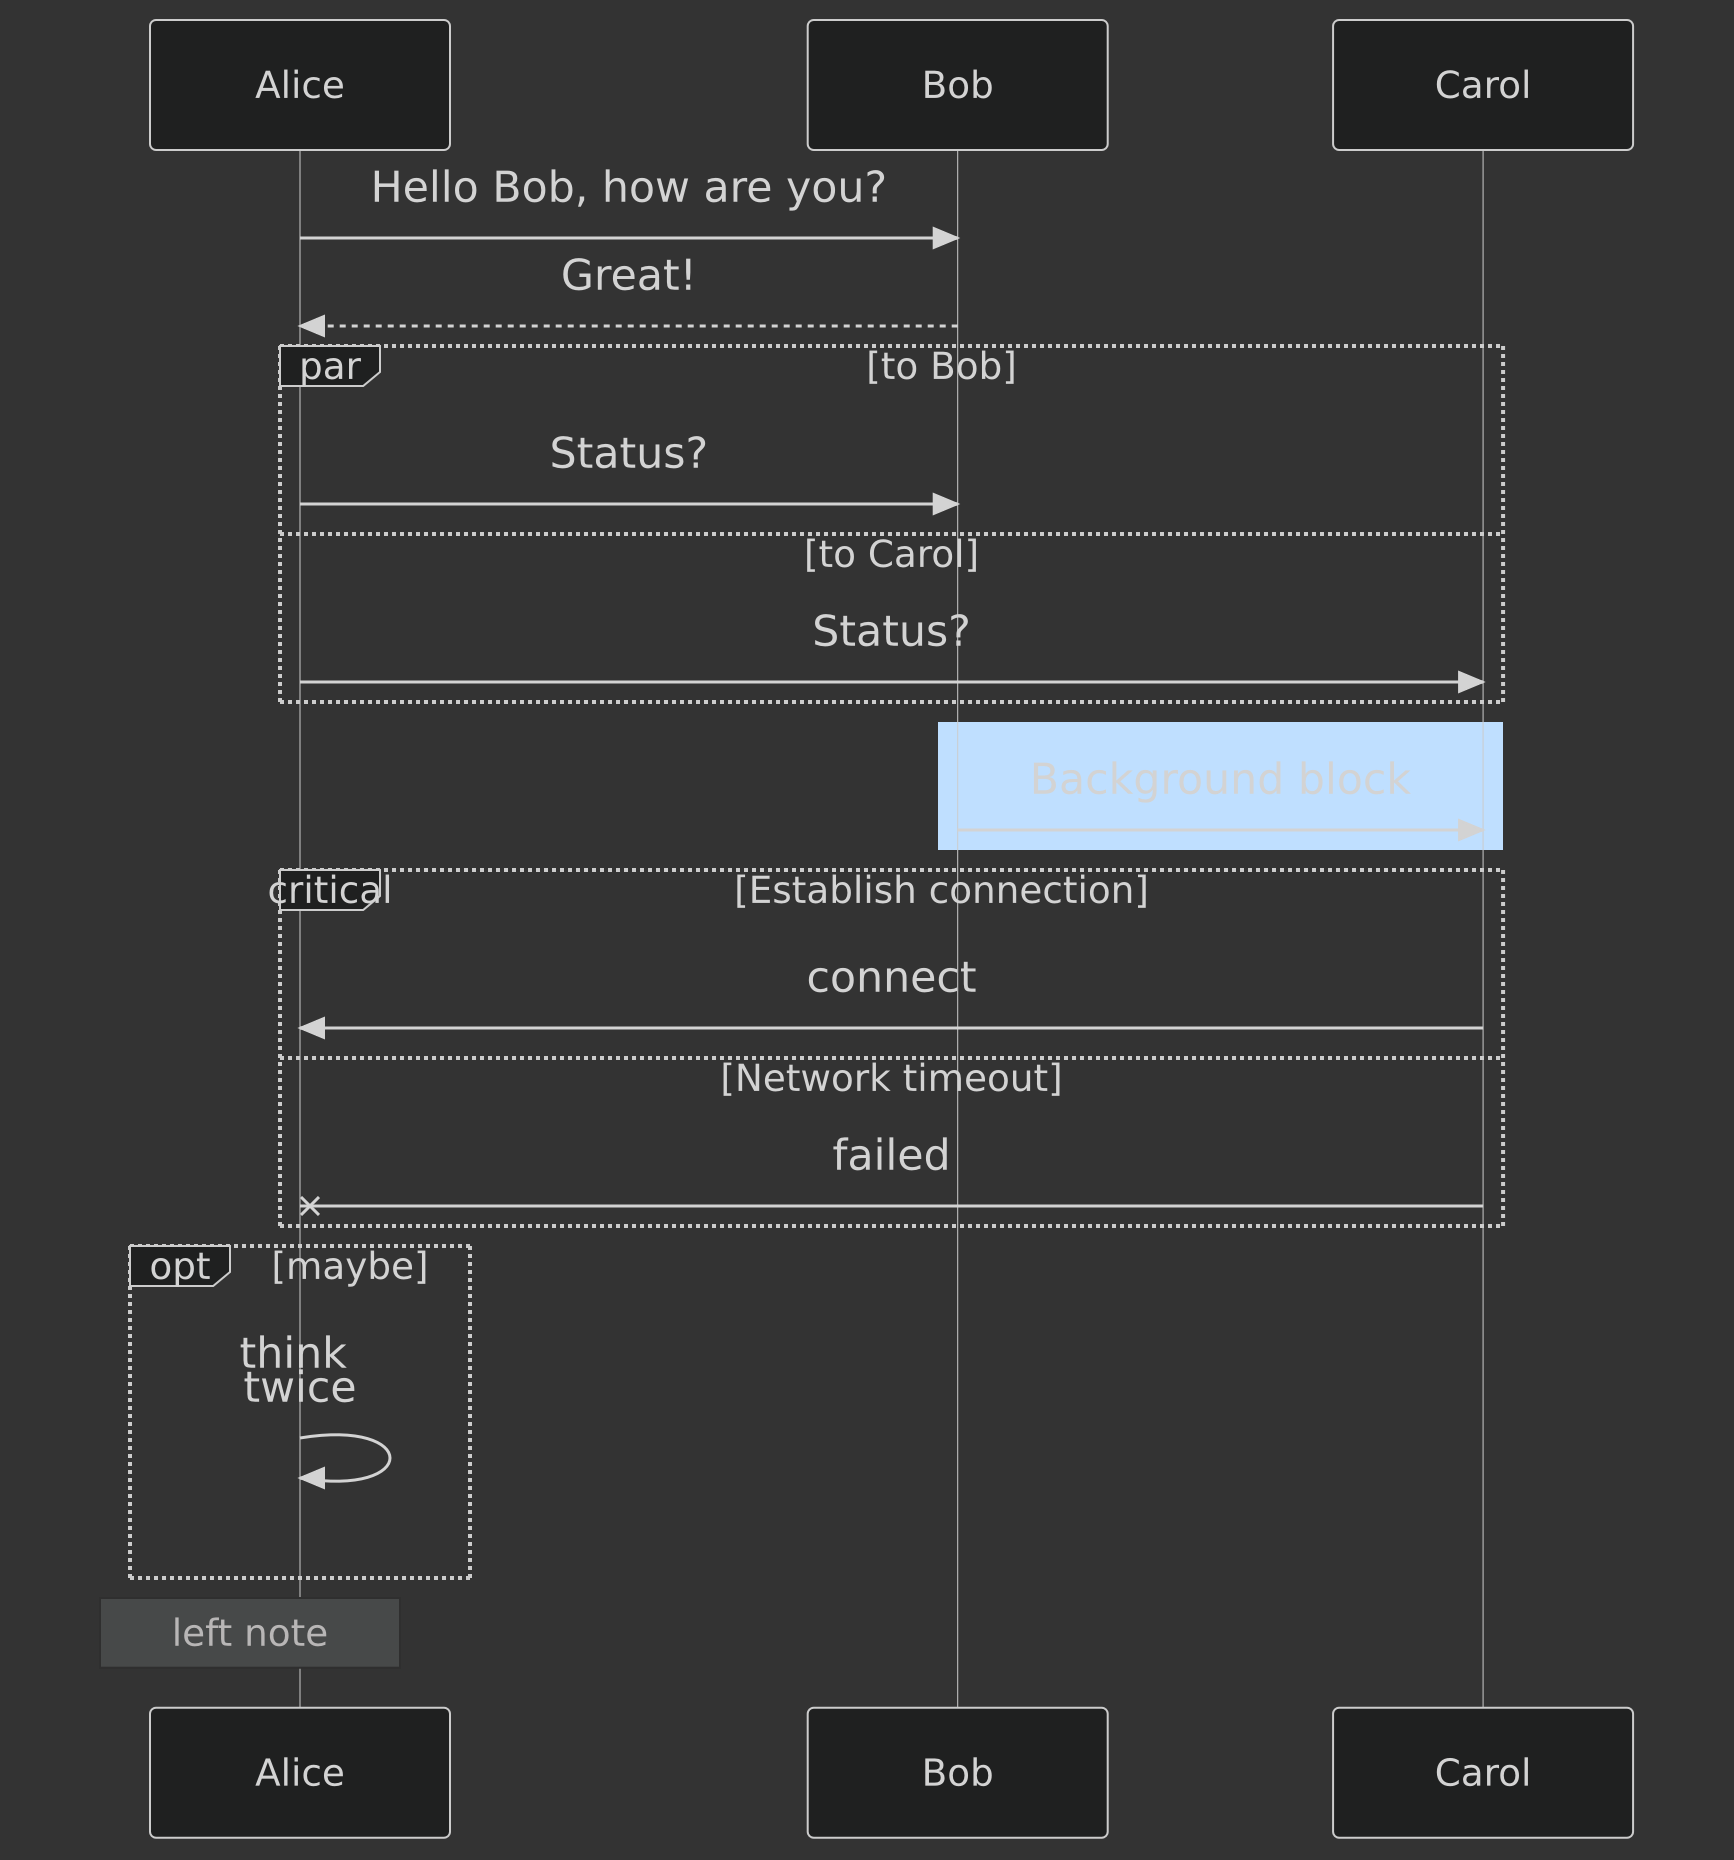 Alice
Bob
Carol
Hello Bob, how are you?
Great!
par
[to Bob]
Status?
[to Carol]
Status?
Background block
critical
[Establish connection]
connect
[Network timeout]
failed
opt
[maybe]
think
twice
left note
Alice
Bob
Carol